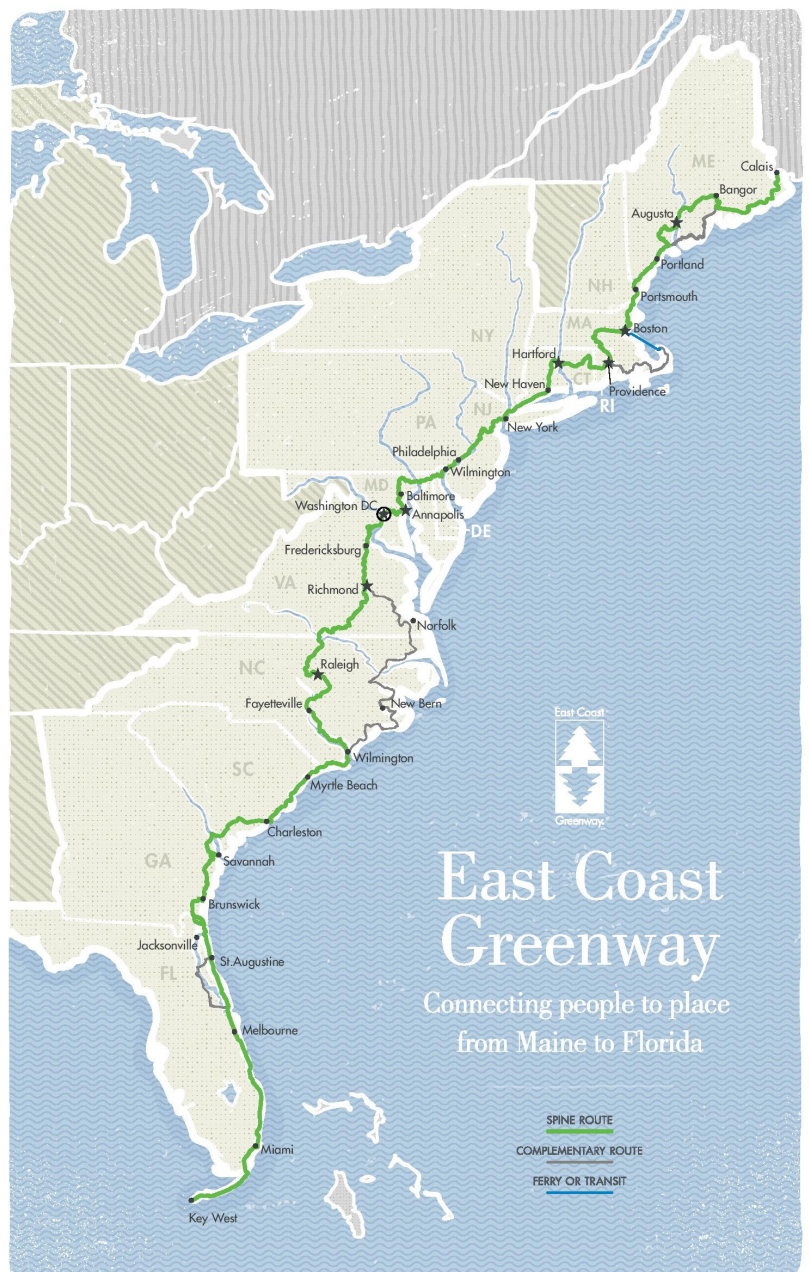 ME
Calais
Bangor
Augusta
Portland
NH
Portsmouth
MA
Boston
NY
Hartford
CT
New Haven
Providence
RI
NJ
PA
New York
Philadelphia
Wilmington
MD
Baltimore
Washington DC
Annapolis
DE
Fredericksburg
VA
Richmond
Norfolk
NC
Raleigh
Fayetteville
New Bern
Wilmington
SC
Myrtle Beach
Charleston
GA
Savannah
Brunswick
Jacksonville
St.Augustine
FL
Melbourne
Miami
Key West
East Coast
Greenway.
East Coast
Greenway
Connecting people to place
from Maine to Florida
SPINE ROUTE
COMPLEMENTARY ROUTE
FERRY OR TRANSIT